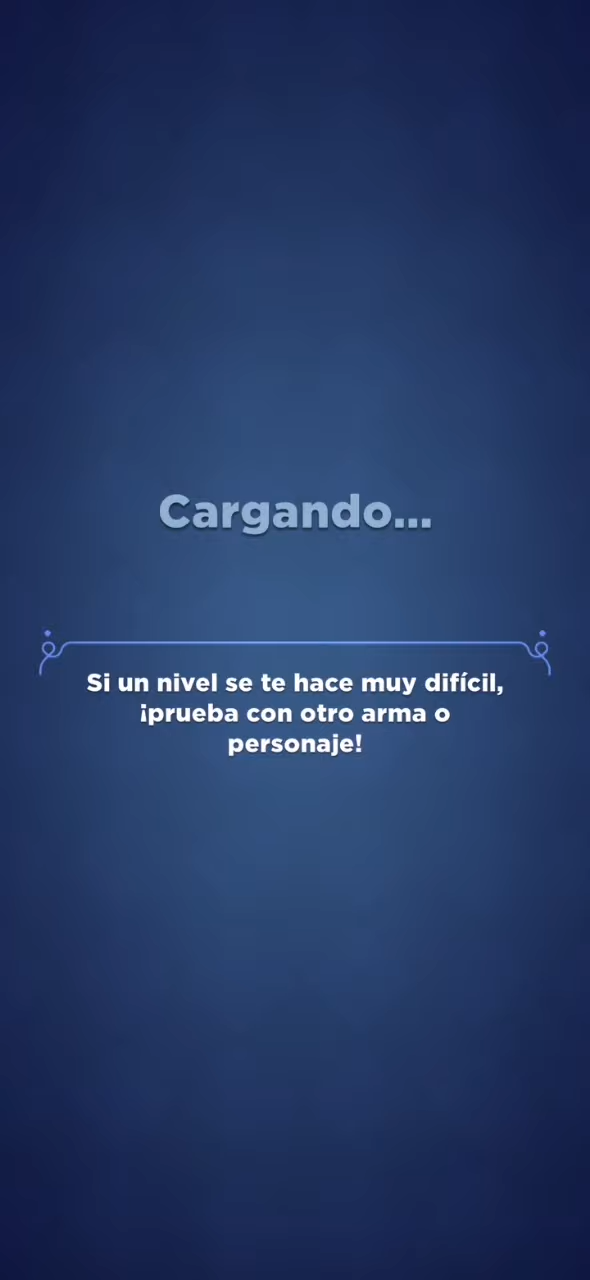 Cargando...
Si un nivel se te hace muy difícil,
¡prueba con otro arma o
personaje!